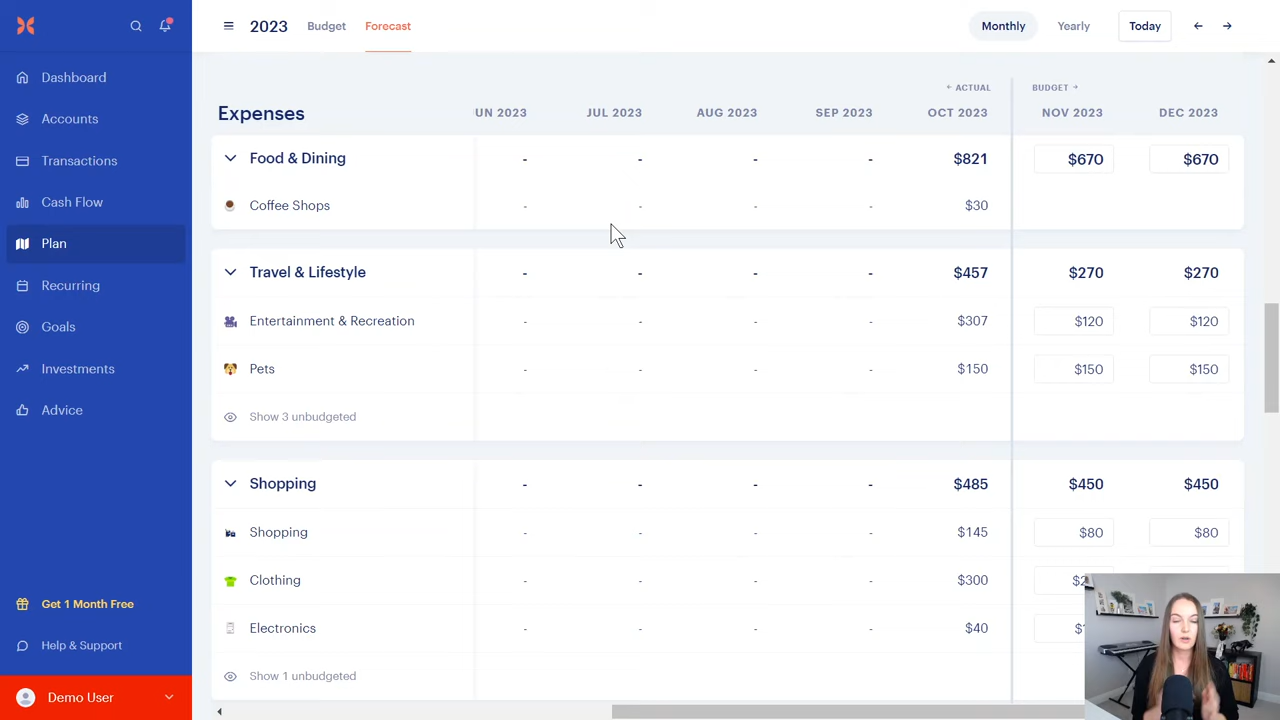 2023 Budget Forecast Monthly Yearly Today
Dashboard
Accounts
Transactions
Cash Flow
Plan
Recurring
Goals
Investments
Advice
Get 1 Month Free
Help & Support
Demo User
← ACTUAL BUDGET →
Expenses UN 2023 JUL 2023 AUG 2023 SEP 2023 OCT 2023 NOV 2023 DEC 2023
Food & Dining - - - - $821 $670 $670
Coffee Shops - - - - $30
Travel & Lifestyle - - - - $457 $270 $270
Entertainment & Recreation - - - - $307 $120 $120
Pets - - - - $150 $150 $150
Show 3 unbudgeted
Shopping - - - - $485 $450 $450
Shopping - - - - $145 $80 $80
Clothing - - - - $300
Electronics - - - - $40
Show 1 unbudgeted